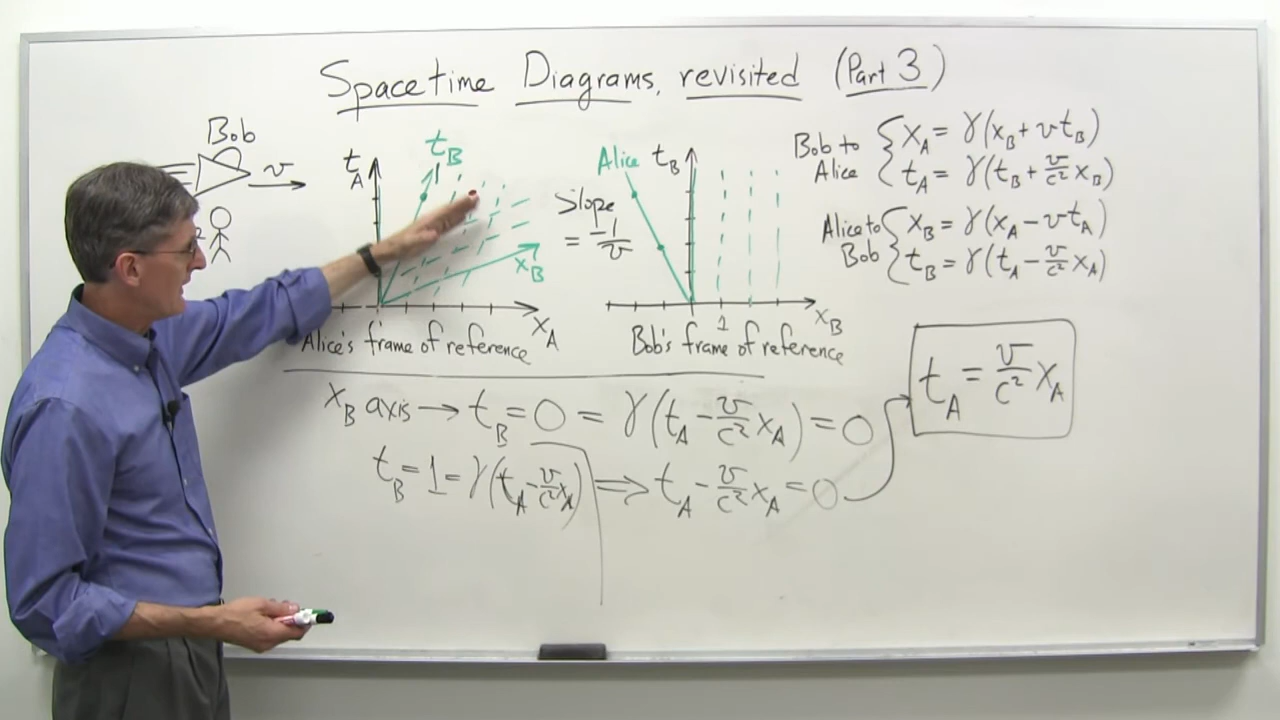 Spacetime Diagrams, revisited (Part 3)
Bob
v
t_A
t_B
x_B
x_A
Alice's frame of reference
Alice
t_B
Slope
= -1/v
1
x_B
Bob's frame of reference
Bob to Alice { x_A = γ(x_B + vt_B)
t_A = γ(t_B + v/c² x_B)
Alice to Bob { x_B = γ(x_A - vt_A)
t_B = γ(t_A - v/c² x_A)
x_B axis → t_B = 0 = γ(t_A - v/c² x_A) = 0
t_B = 1 = γ(t_A - v/c² x_A) ⟹ t_A - v/c² x_A = 0
t_A = v/c² x_A